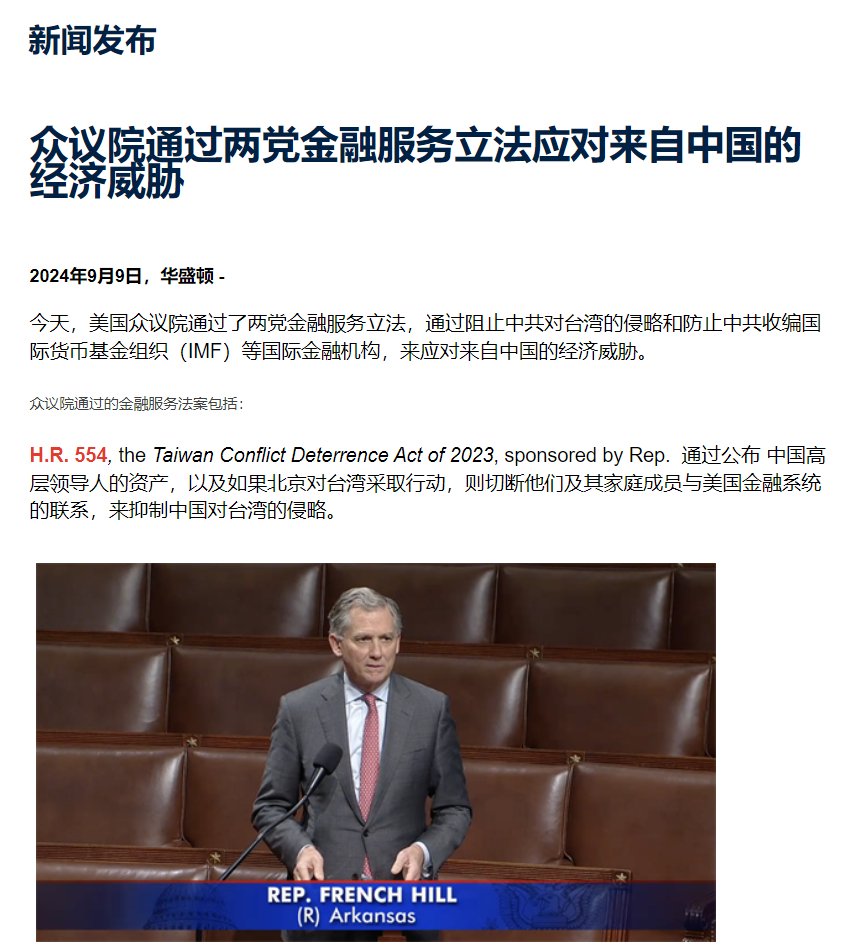 新闻发布
众议院通过两党金融服务立法应对来自中国的
经济威胁
2024年9月9日，华盛顿 -
今天，美国众议院通过了两党金融服务立法，通过阻止中共对台湾的侵略和防止中共收编国
际货币基金组织（IMF）等国际金融机构，来应对来自中国的经济威胁。
众议院通过的金融服务法案包括：
H.R. 554, the Taiwan Conflict Deterrence Act of 2023, sponsored by Rep. 通过公布 中国高
层领导人的资产，以及如果北京对台湾采取行动，则切断他们及其家庭成员与美国金融系统
的联系，来抑制中国对台湾的侵略。
REP. FRENCH HILL
(R) Arkansas